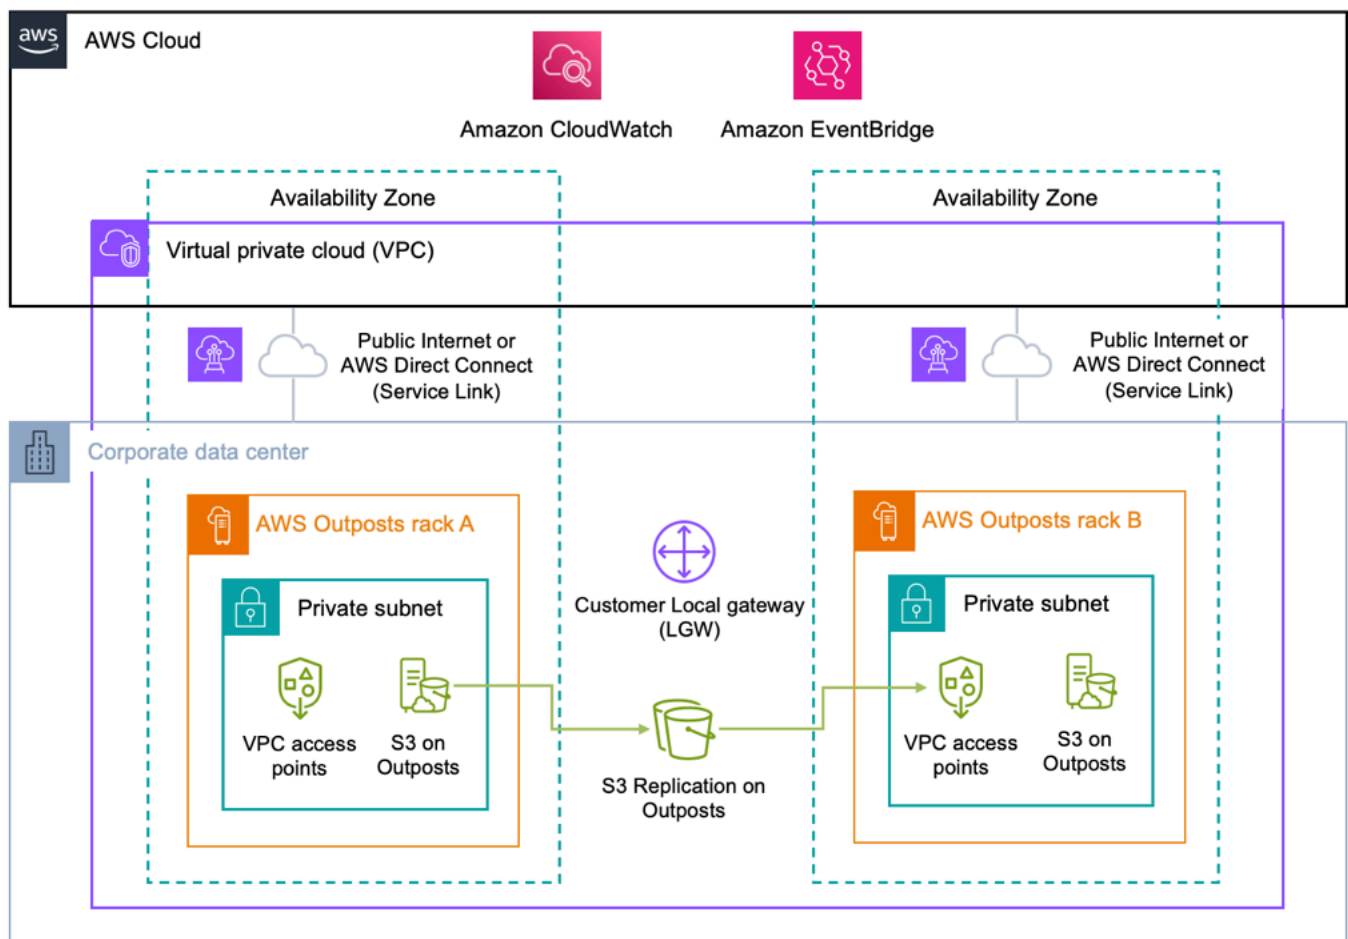 aws
AWS Cloud
Amazon CloudWatch
Amazon EventBridge
Availability Zone
Availability Zone
Virtual private cloud (VPC)
Public Internet or
AWS Direct Connect
(Service Link)
Public Internet or
AWS Direct Connect
(Service Link)
Corporate data center
AWS Outposts rack A
AWS Outposts rack B
Private subnet
Customer Local gateway
(LGW)
Private subnet
VPC access
points
S3 on
Outposts
S3 Replication on
Outposts
VPC access
points
S3 on
Outposts